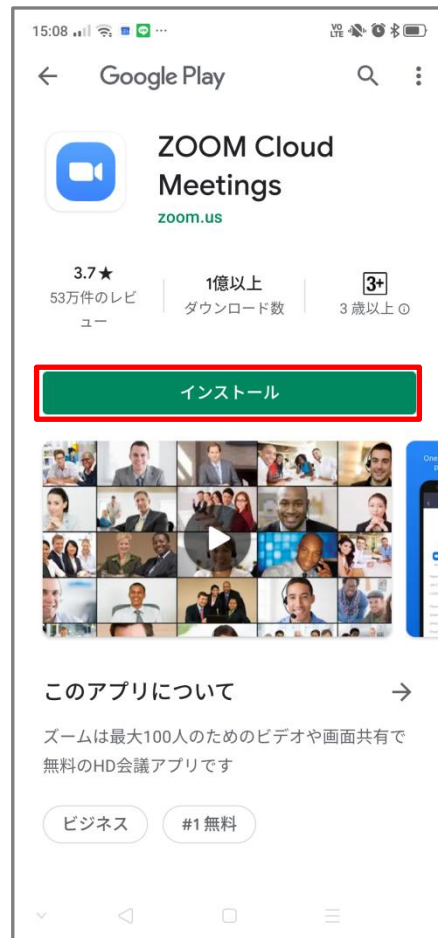 15:08
VO
LTE
Google Play
ZOOM Cloud
Meetings
zoom.us
3.7★
53万件のレビ
ュー
1億以上
ダウンロード数
3+
3 歳以上
インストール
One
このアプリについて
ズームは最大100人のためのビデオや画面共有で
無料のHD会議アプリです
ビジネス
#1 無料